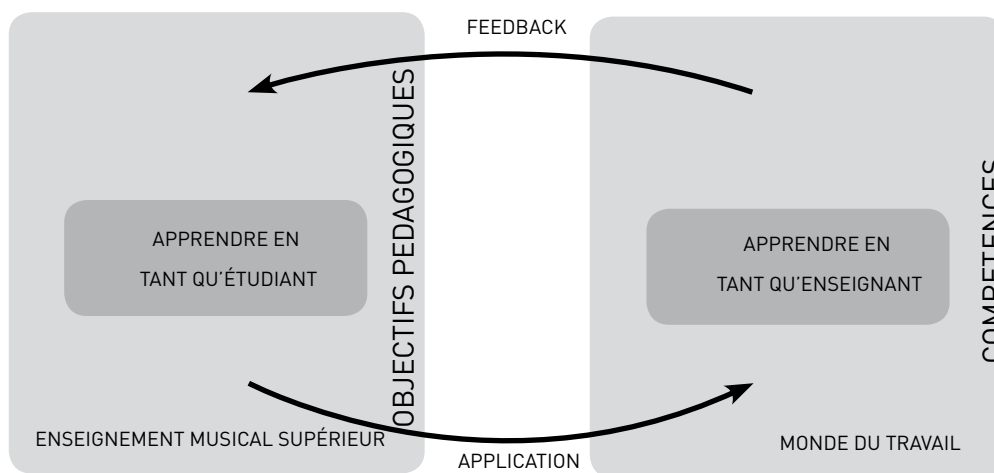 FEEDBACK
OBJECTIFS PEDAGOGIQUES
APPRENDRE EN
TANT QU'ÉTUDIANT
ENSEIGNEMENT MUSICAL SUPÉRIEUR
APPLICATION
COMPETENCES
APPRENDRE EN
TANT QU'ENSEIGNANT
MONDE DU TRAVAIL